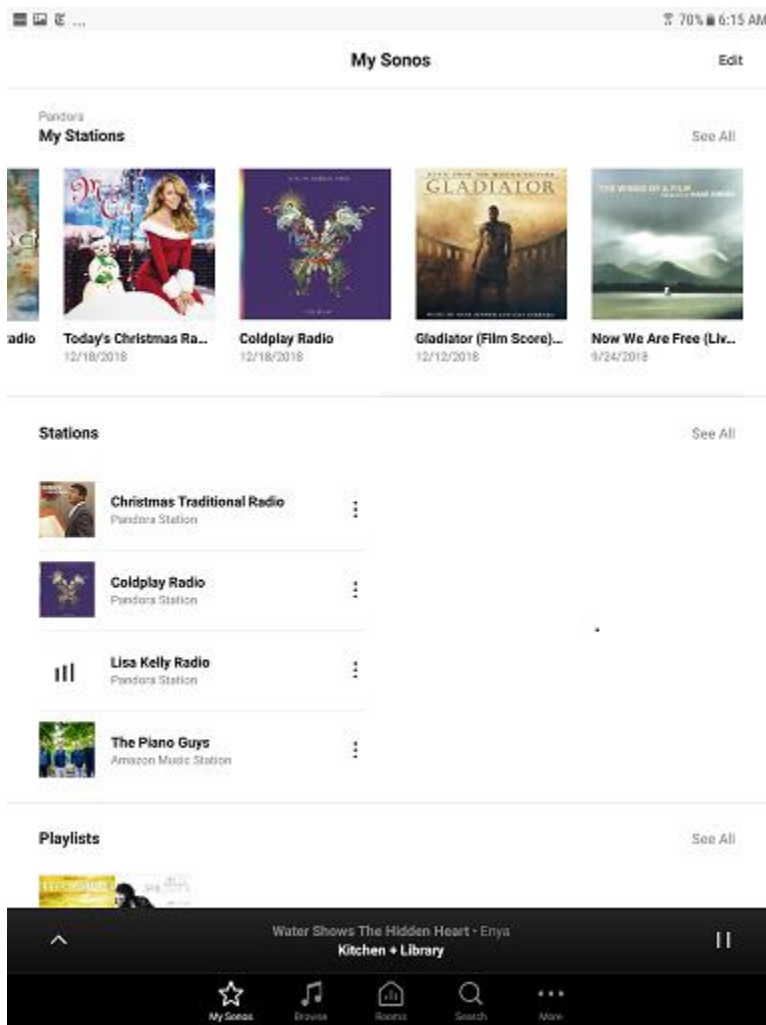 ... 70% 6:15 AM
My Sonos
Edit
Pandora
My Stations
See All
GLADIATOR
adio
Today's Christmas Ra...
12/18/2018
Coldplay Radio
12/18/2018
Gladiator (Film Score)...
12/12/2018
Now We Are Free (Liv...
9/24/2018
Stations
See All
Christmas Traditional Radio
Pandora Station
Coldplay Radio
Pandora Station
Lisa Kelly Radio
Pandora Station
The Piano Guys
Amazon Music Station
Playlists
See All
Water Shows The Hidden Heart • Enya
Kitchen + Library
My Sonos
Browse
Rooms
Search
More